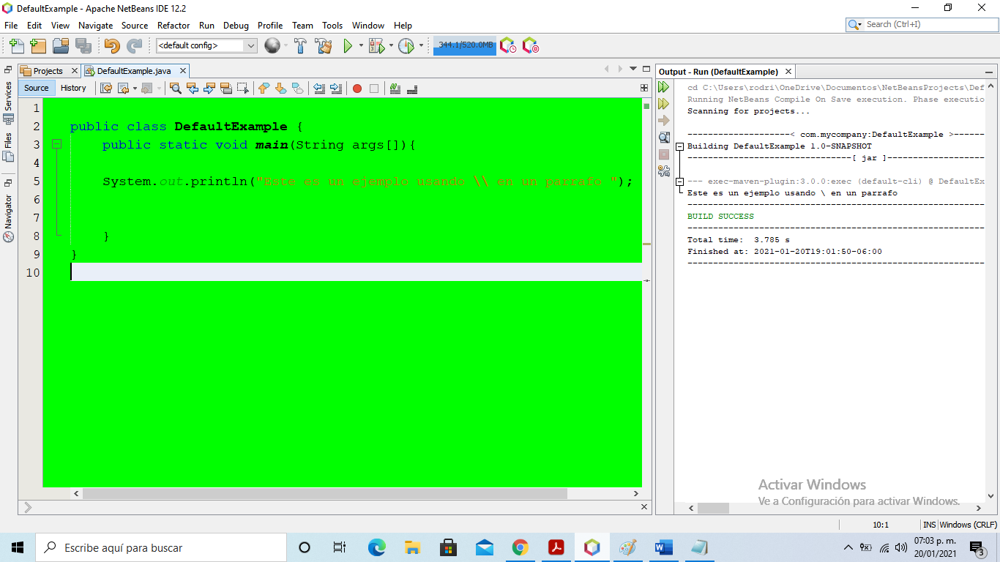 DefaultExample - Apache NetBeans IDE 12.2
File Edit View Navigate Source Refactor Run Debug Profile Team Tools Window Help
Search (Ctrl+I)
<default config>
344.1/520.0MB
Services
Files
Navigator
Projects
DefaultExample.java
Source History
1
2 public class DefaultExample {
3 public static void main(String args[]){
4
5 System.out.println("Este es un ejemplo usando \\ en un parrafo ");
6
7
8 }
9 }
10
Output - Run (DefaultExample)
cd C:\Users\rodri\OneDrive\Documentos\NetBeansProjects\Def
Running NetBeans Compile On Save execution. Phase executio
Scanning for projects...
--------------------< com.mycompany:DefaultExample >------
Building DefaultExample 1.0-SNAPSHOT
--------------------------------[ jar ]-------------------
--- exec-maven-plugin:3.0.0:exec (default-cli) @ DefaultEx
Este es un ejemplo usando \ en un parrafo
----------------------------------------------------------
BUILD SUCCESS
----------------------------------------------------------
Total time:  3.785 s
Finished at: 2021-01-20T19:01:50-06:00
----------------------------------------------------------
Activar Windows
Ve a Configuración para activar Windows.
10:1 INS Windows (CRLF)
Escribe aquí para buscar
07:03 p. m.
20/01/2021
3